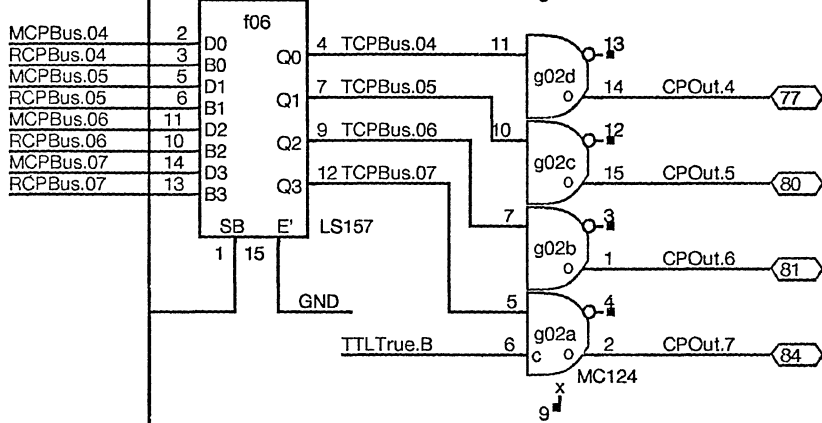 f06
MCPBus.04 2 D0
RCPBus.04 3 B0
MCPBus.05 5 D1
RCPBus.05 6 B1
MCPBus.06 11 D2
RCPBus.06 10 B2
MCPBus.07 14 D3
RCPBus.07 13 B3
Q0 4 TCPBus.04 11
Q1 7 TCPBus.05 10
Q2 9 TCPBus.06 7
Q3 12 TCPBus.07 5
SB E' LS157
1 15
GND
TTLTrue.B 6 c
g02d 13
O 14 CPOut.4 77
g02c 12
O 15 CPOut.5 80
g02b 3
O 1 CPOut.6 81
g02a 4
O 2 CPOut.7 84
MC124
x
9